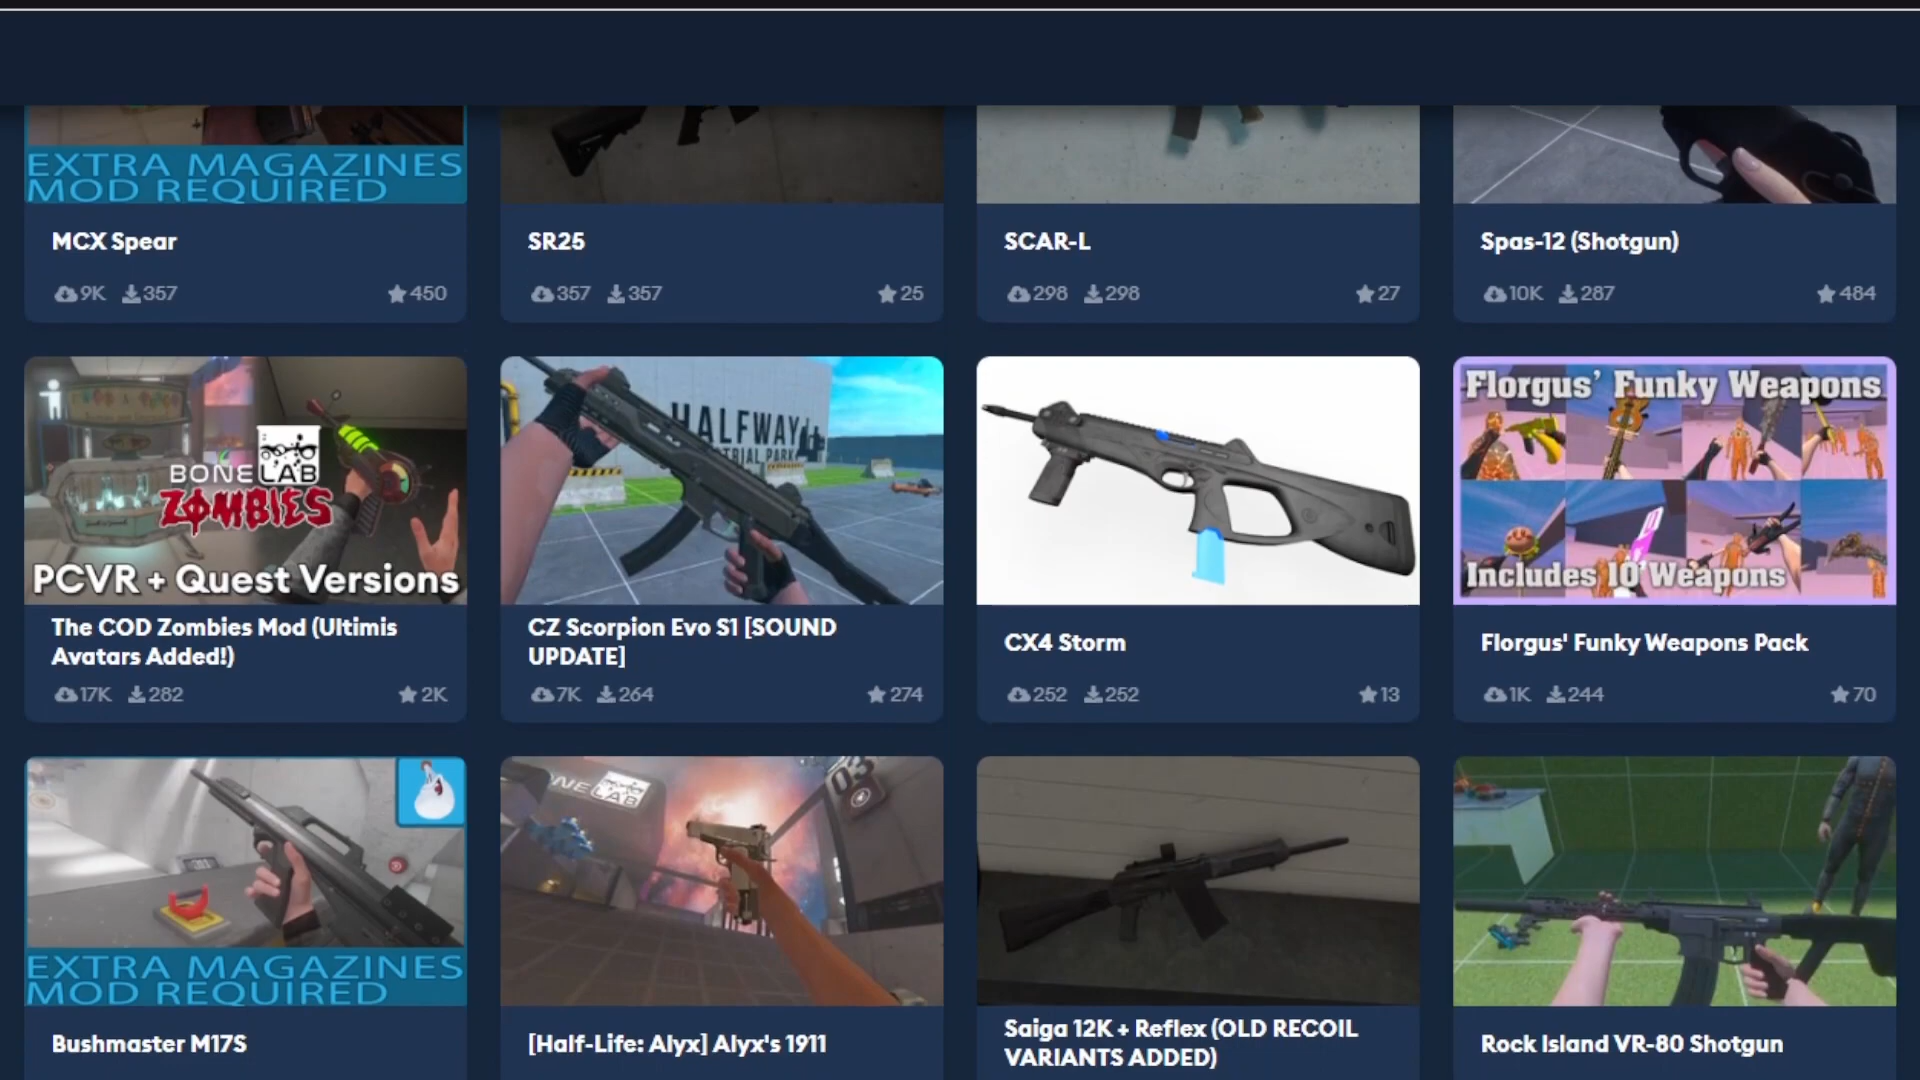 EXTRA MAGAZINES
MOD REQUIRED
MCX Spear
9K 357 450
SR25
357 357 25
SCAR-L
298 298 27
Spas-12 (Shotgun)
10K 287 484
BONELAB
ZOMBIES
PCVR + Quest Versions
The COD Zombies Mod (Ultimis
Avatars Added!)
17K 282 2K
HALFWAY
PARK
CZ Scorpion Evo S1 [SOUND
UPDATE]
7K 264 274
CX4 Storm
252 252 13
Florgus' Funky Weapons
Includes 10 Weapons
Florgus' Funky Weapons Pack
1K 244 70
EXTRA MAGAZINES
MOD REQUIRED
Bushmaster M17S
LAB
03
[Half-Life: Alyx] Alyx's 1911
Saiga 12K + Reflex (OLD RECOIL
VARIANTS ADDED)
Rock Island VR-80 Shotgun